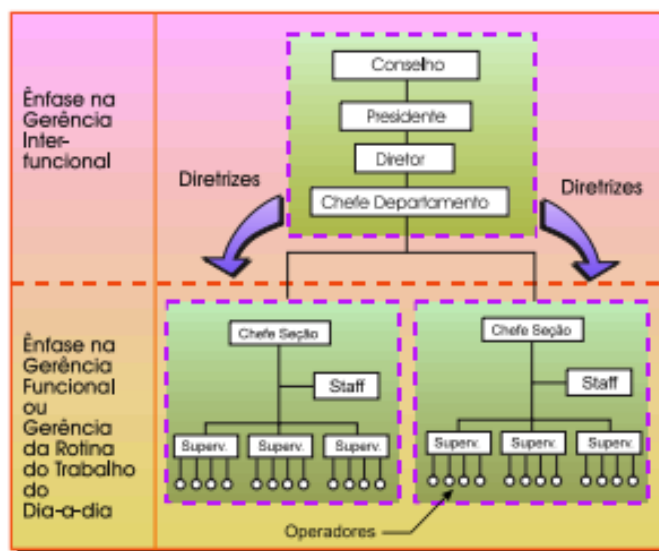 Ênfase na
Gerência
Inter-
funcional
Conselho
Presidente
Diretor
Chefe Departamento
Diretrizes
Diretrizes
Ênfase na
Gerência
Funcional
ou
Gerência
da Rotina
do Trabalho
do
Dia-a-dia
Chefe Seção
Staff
Superv.
Superv.
Superv.
Chefe Seção
Staff
Superv.
Superv.
Superv.
Operadores